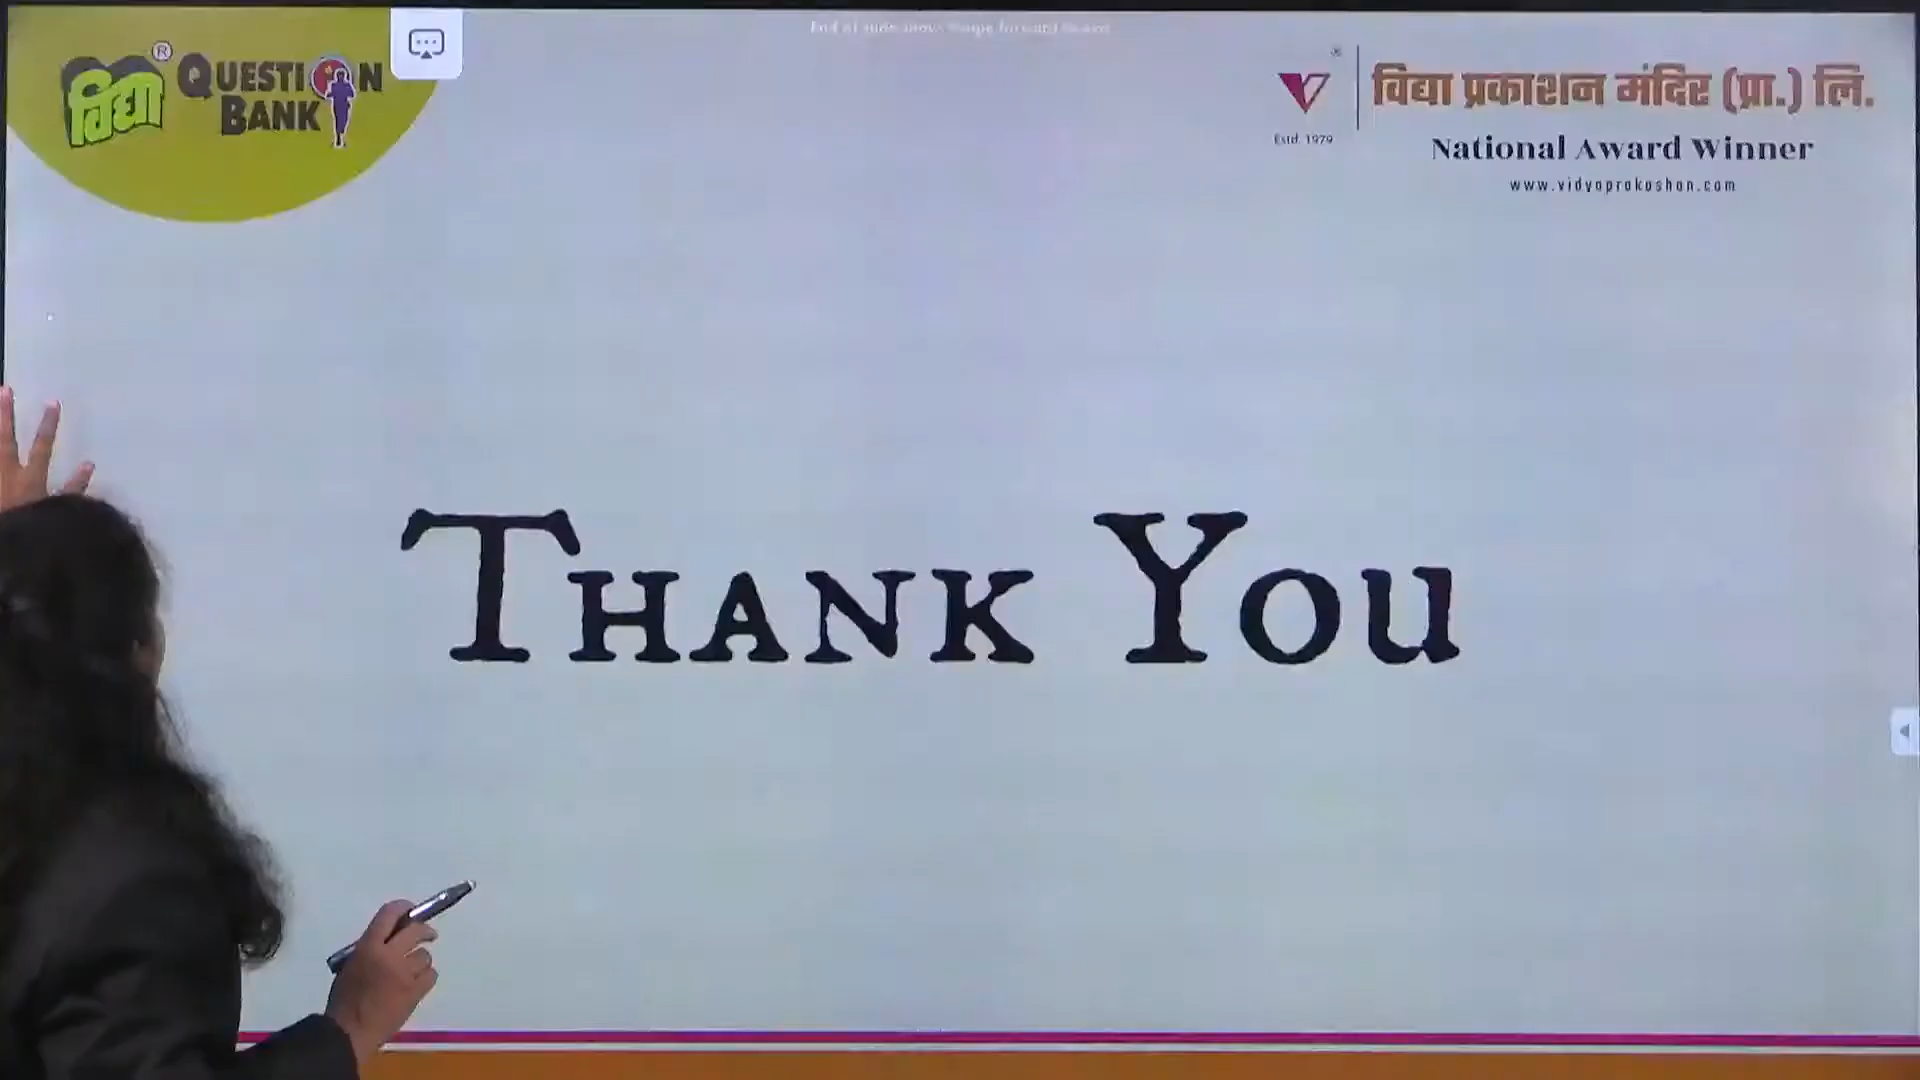 विद्या ®
QUESTION
BANK
®
Estd. 1979
विद्या प्रकाशन मंदिर (प्रा.) लि.
National Award Winner
www.vidyaprakashan.com
THANK YOU